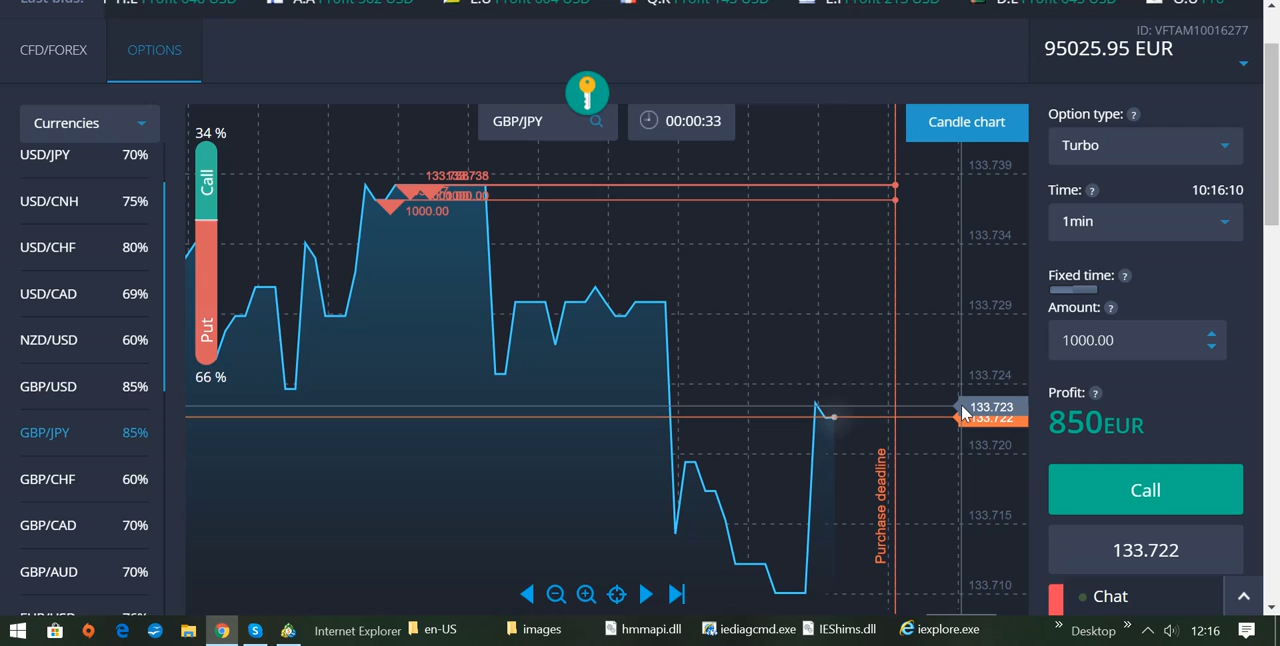 CFD/FOREX
OPTIONS
ID: VFTAM10016277
95025.95 EUR
Currencies
USD/JPY 70%
USD/CNH 75%
USD/CHF 80%
USD/CAD 69%
NZD/USD 60%
GBP/USD 85%
GBP/JPY 85%
GBP/CHF 60%
GBP/CAD 70%
GBP/AUD 70%
34 %
Call
Put
66 %
GBP/JPY
00:00:33
Candle chart
1000.00
133.739
133.734
133.729
133.724
133.723
133.722
133.720
133.715
133.710
Purchase deadline
Option type: ?
Turbo
Time: ? 10:16:10
1min
Fixed time: ?
Amount: ?
1000.00
Profit: ?
850EUR
Call
133.722
Chat
Internet Explorer
en-US
images
hmmapi.dll
iediagcmd.exe
IEShims.dll
iexplore.exe
Desktop
12:16